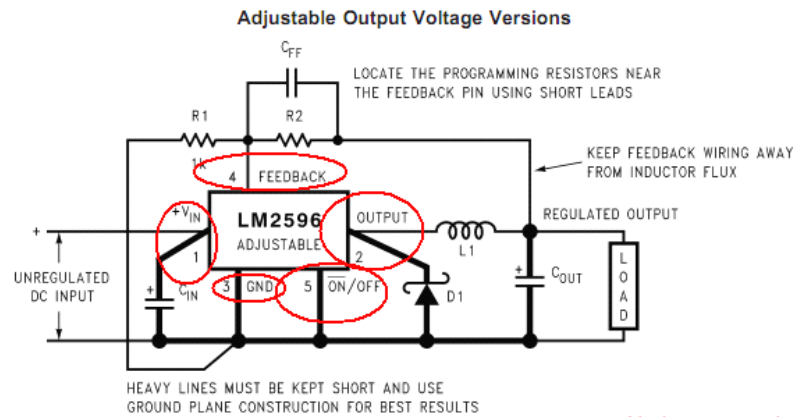 Adjustable Output Voltage Versions
CFF
LOCATE THE PROGRAMMING RESISTORS NEAR
THE FEEDBACK PIN USING SHORT LEADS
R1
R2
1k
4 FEEDBACK
KEEP FEEDBACK WIRING AWAY
FROM INDUCTOR FLUX
+VIN
LM2596
ADJUSTABLE
OUTPUT
REGULATED OUTPUT
+
1
2
L1
UNREGULATED
DC INPUT
+
CIN
3 GND
5 ON/OFF
D1
+
COUT
LOAD
HEAVY LINES MUST BE KEPT SHORT AND USE
GROUND PLANE CONSTRUCTION FOR BEST RESULTS